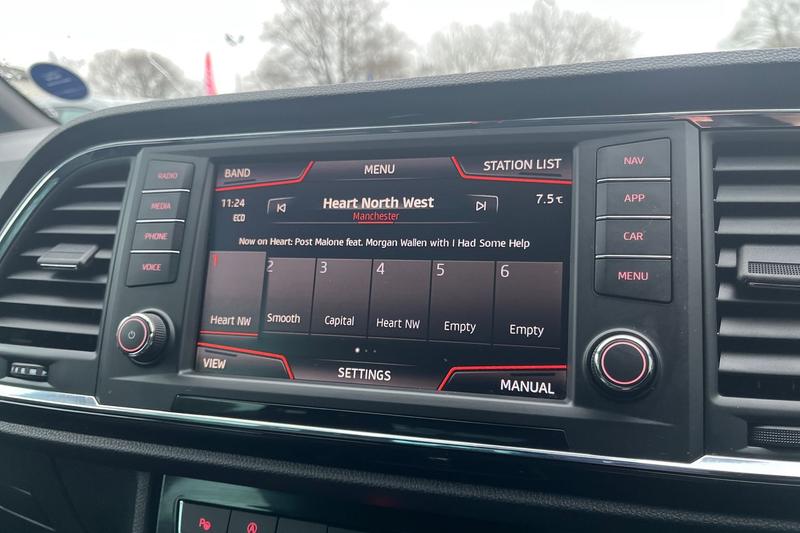 BAND
MENU
STATION LIST
11:24
ECO
Heart North West
Manchester
7.5°C
Now on Heart: Post Malone feat. Morgan Wallen with I Had Some Help
1
2
3
4
5
6
Heart NW
Smooth
Capital
Heart NW
Empty
Empty
VIEW
SETTINGS
MANUAL
RADIO
MEDIA
PHONE
VOICE
NAV
APP
CAR
MENU
P
A